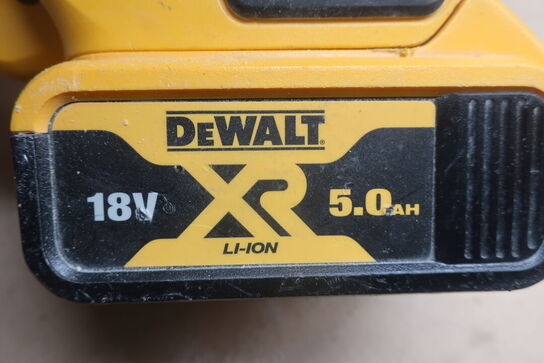 DEWALT
18V XR 5.0AH
LI-ION